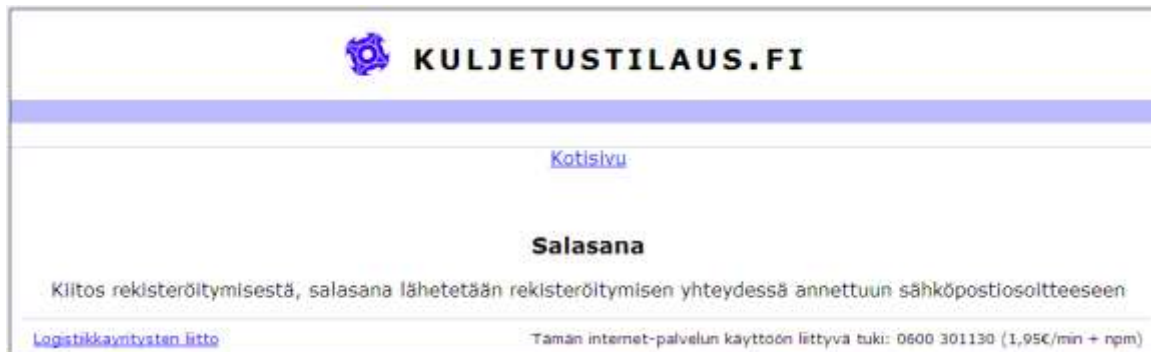 KULJETUSTILAUS.FI
Kotisivu
Salasana
Kiitos rekisteröitymisestä, salasana lähetetään rekisteröitymisen yhteydessä annettuun sähköpostiosoitteeseen
Logistiikkayritysten liitto
Tämän internet-palvelun käyttöön liittyvä tuki: 0600 301130 (1,95€/min + npm)